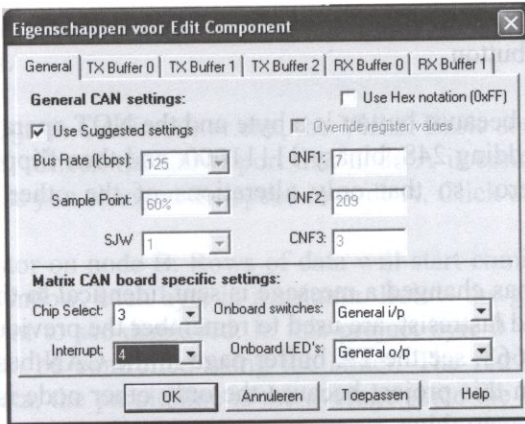 Eigenschappen voor Edit Component
General TX Buffer 0 TX Buffer 1 TX Buffer 2 RX Buffer 0 RX Buffer 1
General CAN settings:
Use Hex notation (0xFF)
Use Suggested settings
Override register values
Bus Rate (kbps): 125
CNF1: 7
Sample Point: 60%
CNF2: 209
SJW 1
CNF3: 3
Matrix CAN board specific settings:
Chip Select: 3
Onboard switches: General i/p
Interrupt: 4
Onboard LED's: General o/p
OK Annuleren Toepassen Help